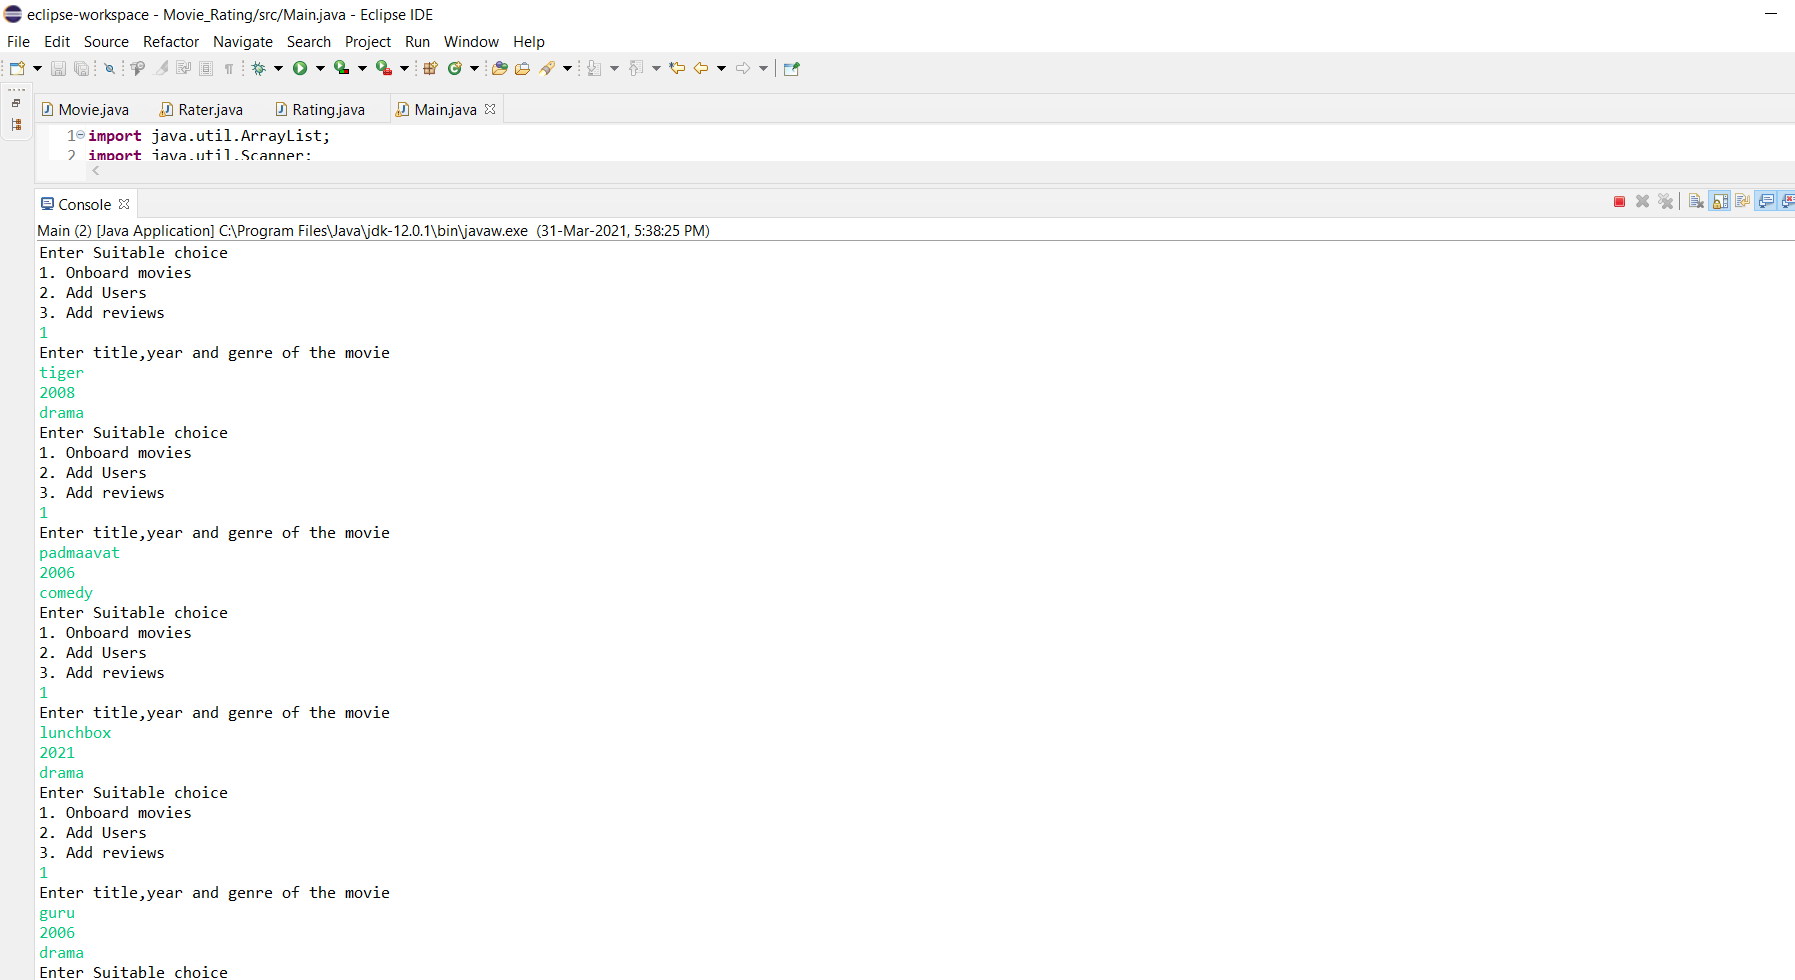 eclipse-workspace - Movie_Rating/src/Main.java - Eclipse IDE
File Edit Source Refactor Navigate Search Project Run Window Help
Movie.java Rater.java Rating.java Main.java
1 import java.util.ArrayList;
2 import java.util.Scanner;
Console
Main (2) [Java Application] C:\Program Files\Java\jdk-12.0.1\bin\javaw.exe (31-Mar-2021, 5:38:25 PM)
Enter Suitable choice
1. Onboard movies
2. Add Users
3. Add reviews
1
Enter title,year and genre of the movie
tiger
2008
drama
Enter Suitable choice
1. Onboard movies
2. Add Users
3. Add reviews
1
Enter title,year and genre of the movie
padmaavat
2006
comedy
Enter Suitable choice
1. Onboard movies
2. Add Users
3. Add reviews
1
Enter title,year and genre of the movie
lunchbox
2021
drama
Enter Suitable choice
1. Onboard movies
2. Add Users
3. Add reviews
1
Enter title,year and genre of the movie
guru
2006
drama
Enter Suitable choice